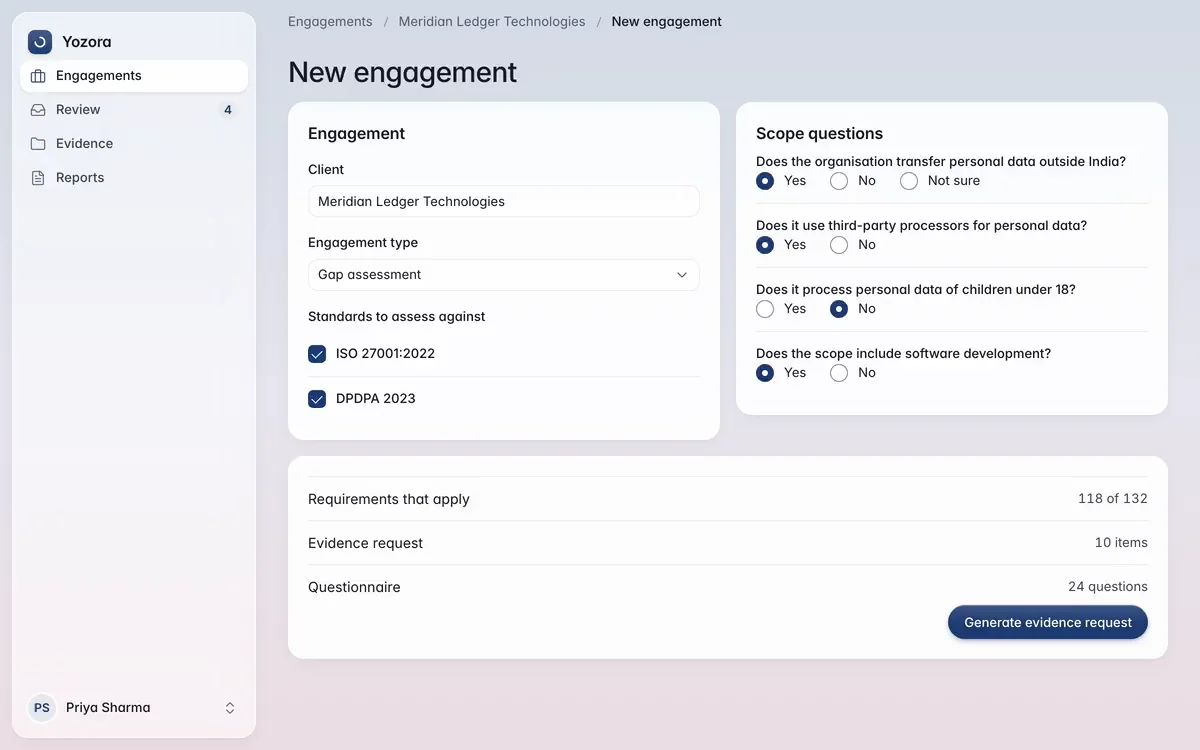 Yozora
Engagements
Review 4
Evidence
Reports
PS Priya Sharma
Engagements / Meridian Ledger Technologies / New engagement
New engagement
Engagement
Client
Meridian Ledger Technologies
Engagement type
Gap assessment
Standards to assess against
ISO 27001:2022
DPDPA 2023
Scope questions
Does the organisation transfer personal data outside India?
Yes No Not sure
Does it use third-party processors for personal data?
Yes No
Does it process personal data of children under 18?
Yes No
Does the scope include software development?
Yes No
Requirements that apply 118 of 132
Evidence request 10 items
Questionnaire 24 questions
Generate evidence request